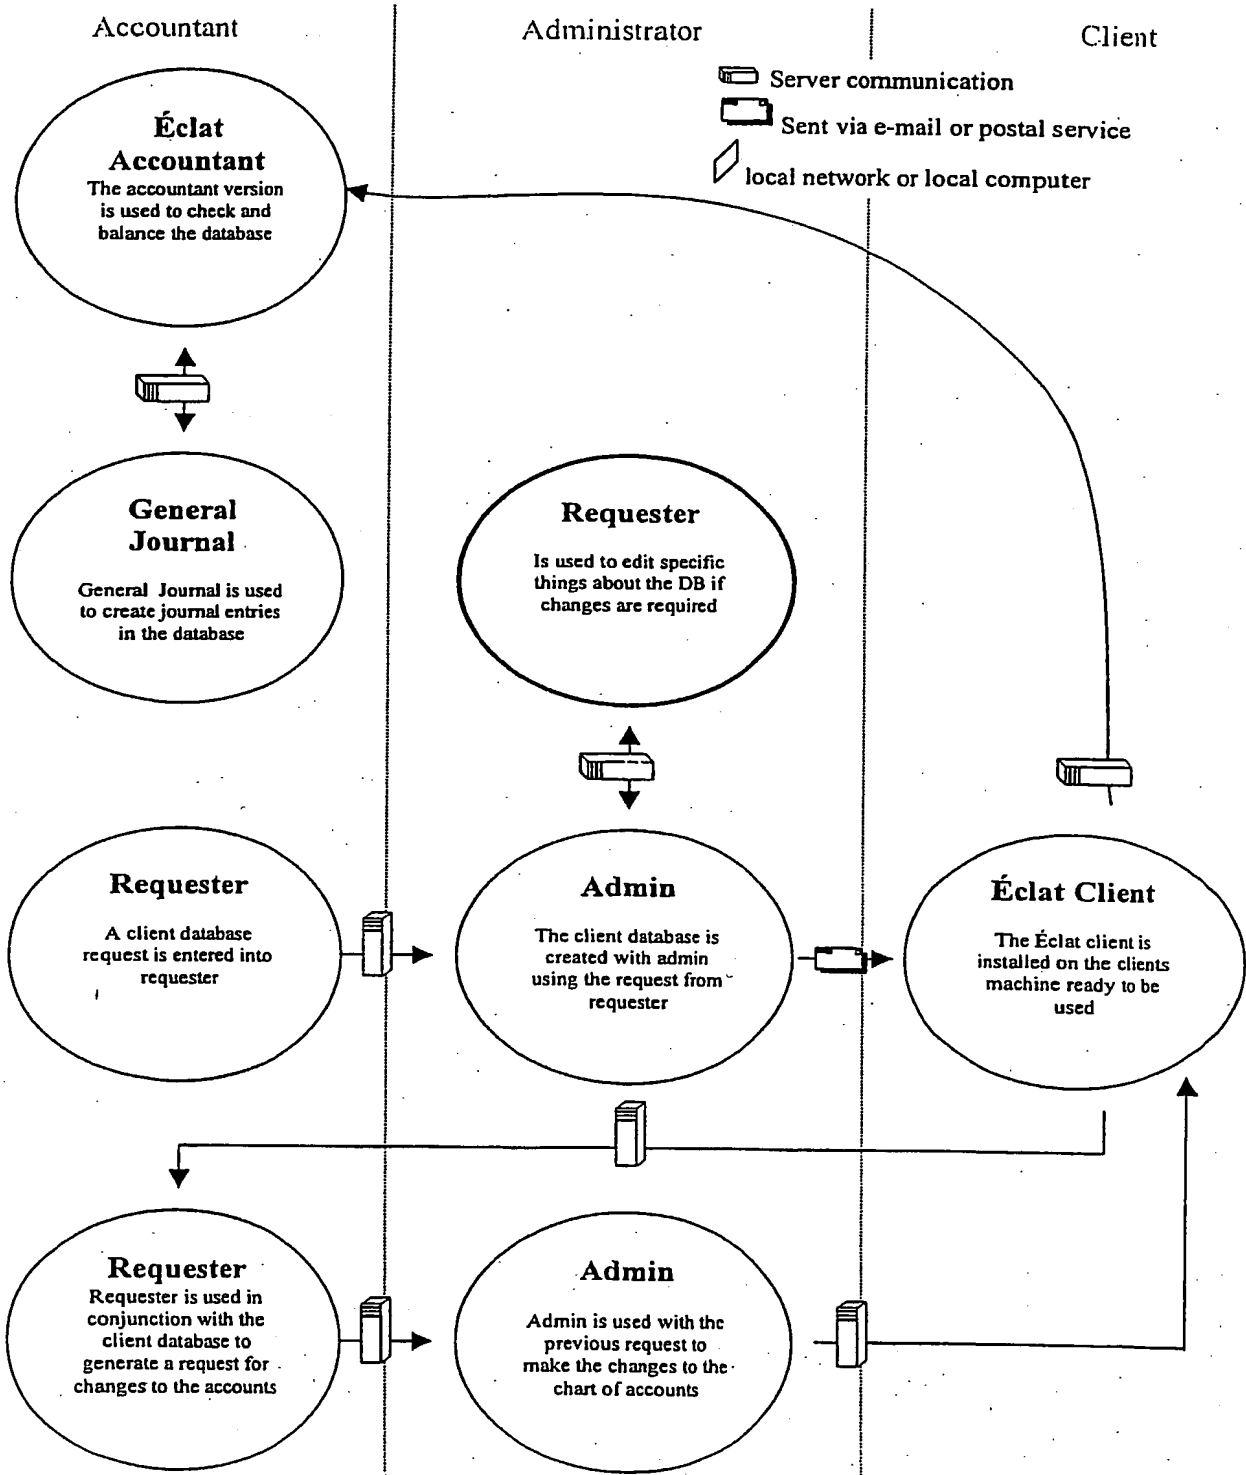 Accountant
Administrator
Client
Server communication
Sent via e-mail or postal service
local network or local computer
Éclat
Accountant
The accountant version
is used to check and
balance the database
General
Journal
General Journal is used
to create journal entries
in the database
Requester
Is used to edit specific
things about the DB if
changes are required
Requester
A client database
request is entered into
requester
Admin
The client database is
created with admin
using the request from
requester
Éclat Client
The Éclat client is
installed on the clients
machine ready to be
used
Requester
Requester is used in
conjunction with the
client database to
generate a request for
changes to the accounts
Admin
Admin is used with the
previous request to
make the changes to the
chart of accounts